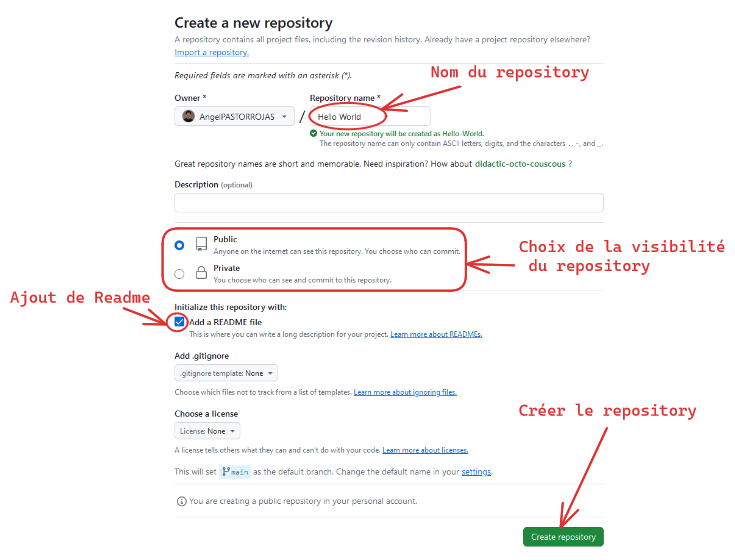 Create a new repository
A repository contains all project files, including the revision history. Already have a project repository elsewhere?
Import a repository.
Required fields are marked with an asterisk (*).
Nom du repository
Owner *
Repository name *
AngelPASTORROJAS
/
Hello World
Your new repository will be created as Hello-World.
The repository name can only contain ASCII letters, digits, and the characters ., -, and _.
Great repository names are short and memorable. Need inspiration? How about didactic-octo-couscous ?
Description (optional)
Public
Anyone on the internet can see this repository. You choose who can commit.
Private
You choose who can see and commit to this repository.
Choix de la visibilité
du repository
Ajout de Readme
Initialize this repository with:
Add a README file
This is where you can write a long description for your project. Learn more about READMEs.
Add .gitignore
.gitignore template: None
Choose which files not to track from a list of templates. Learn more about ignoring files.
Choose a license
License: None
A license tells others what they can and can't do with your code. Learn more about licenses.
Créer le repository
This will set main as the default branch. Change the default name in your settings.
You are creating a public repository in your personal account.
Create repository